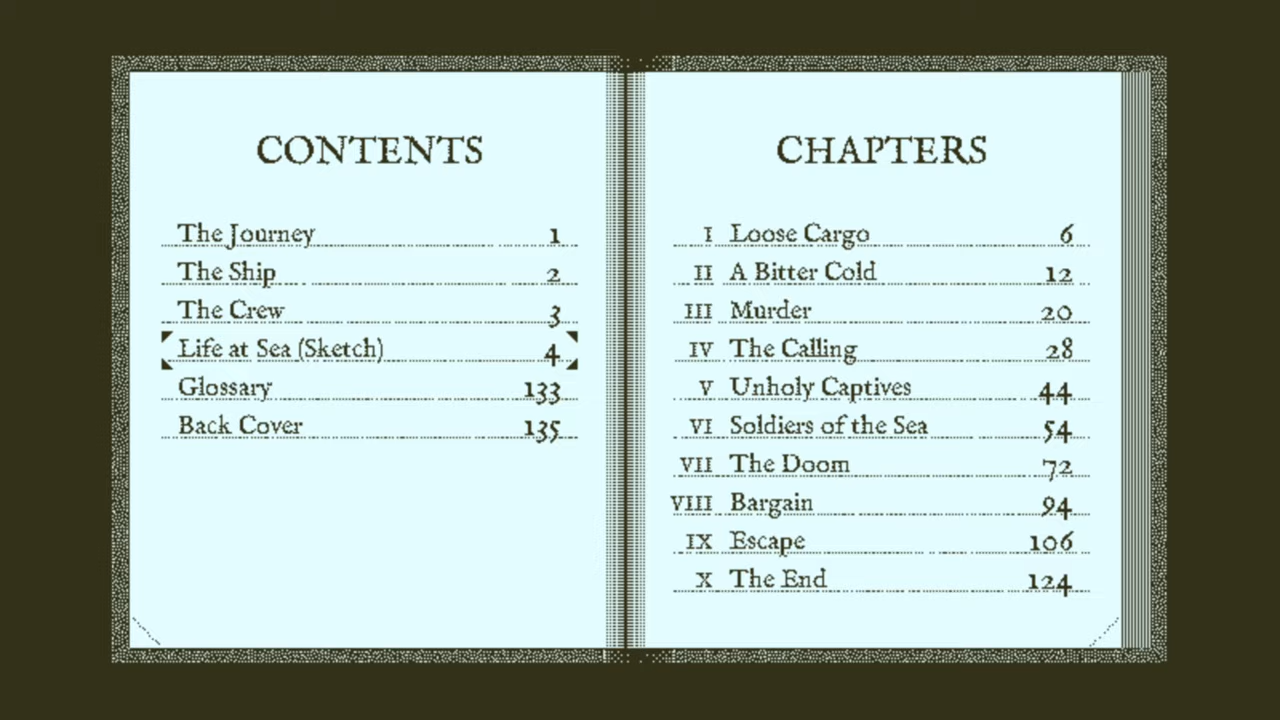 CONTENTS
The Journey 1
The Ship 2
The Crew 3
Life at Sea (Sketch) 4
Glossary 133
Back Cover 135
CHAPTERS
I Loose Cargo 6
II A Bitter Cold 12
III Murder 20
IV The Calling 28
V Unholy Captives 44
VI Soldiers of the Sea 54
VII The Doom 72
VIII Bargain 94
IX Escape 106
X The End 124